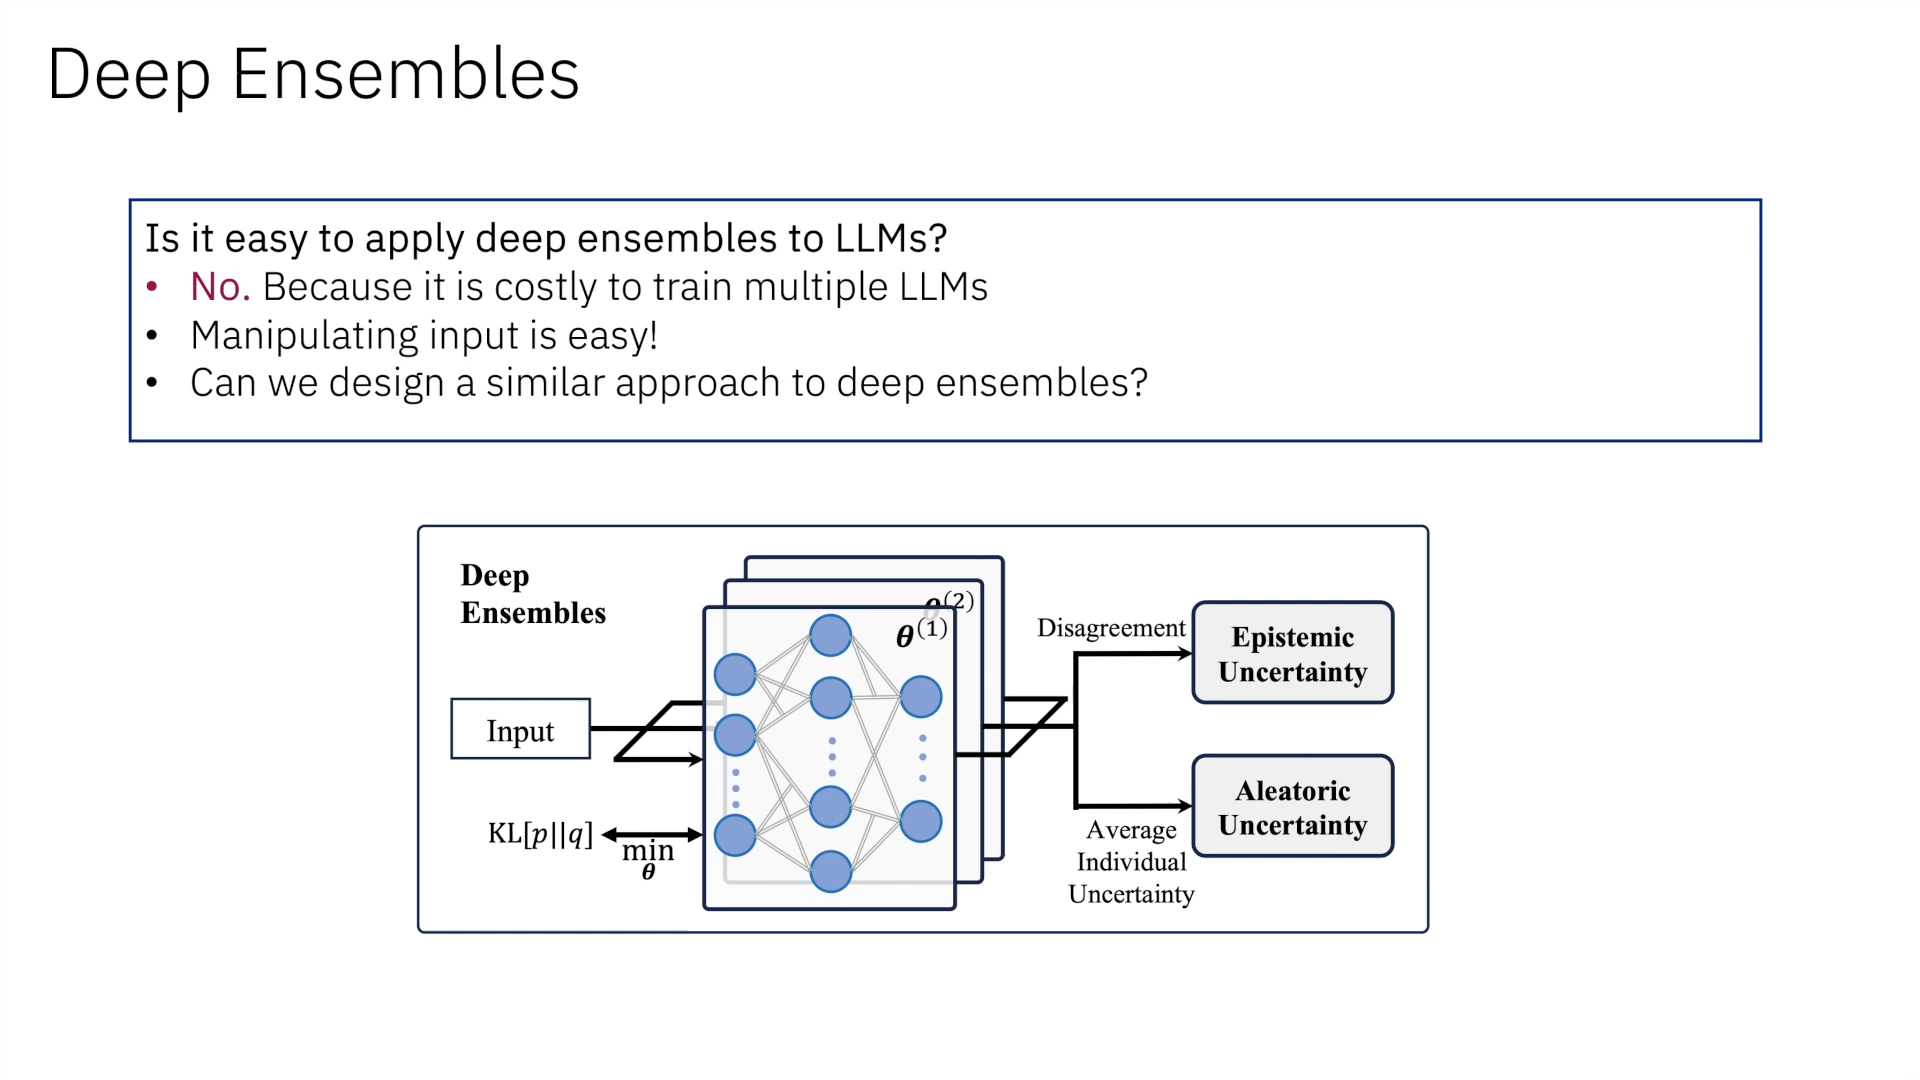 Deep Ensembles
Is it easy to apply deep ensembles to LLMs?
• No. Because it is costly to train multiple LLMs
• Manipulating input is easy!
• Can we design a similar approach to deep ensembles?
Deep
Ensembles
θ(2)
θ(1)
Input
KL[p||q]
min
θ
Disagreement
Epistemic
Uncertainty
Aleatoric
Uncertainty
Average
Individual
Uncertainty